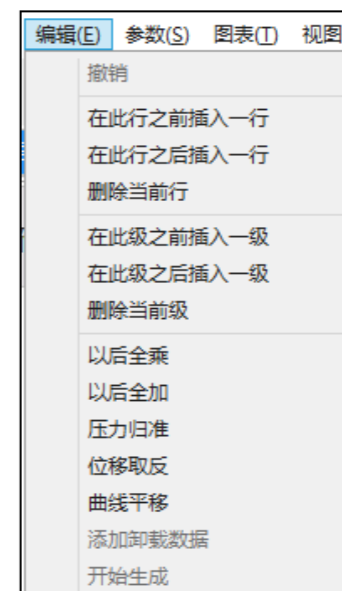 编辑(E) 参数(S) 图表(T) 视图
撤销
在此行之前插入一行
在此行之后插入一行
删除当前行
在此级之前插入一级
在此级之后插入一级
删除当前级
以后全乘
以后全加
压力归准
位移取反
曲线平移
添加卸载数据
开始生成